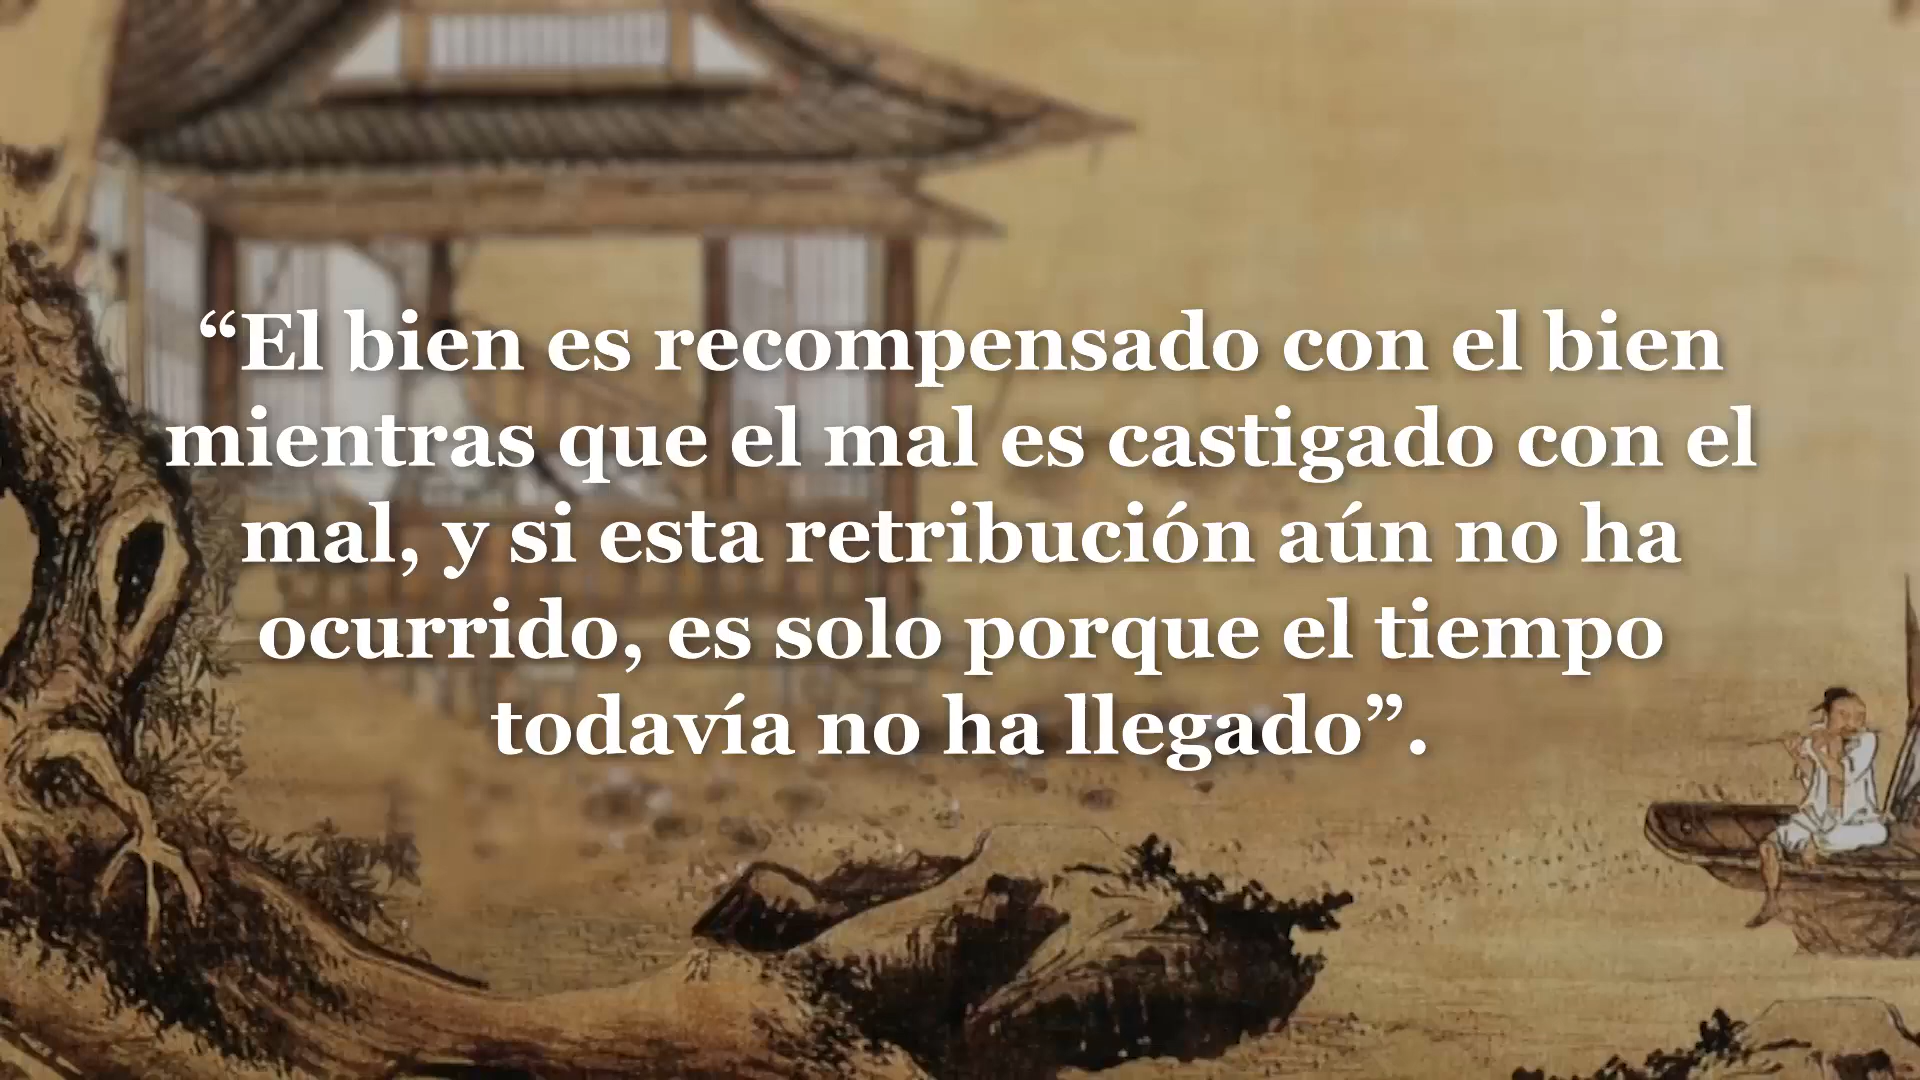 “El bien es recompensado con el bien
mientras que el mal es castigado con el
mal, y si esta retribución aún no ha
ocurrido, es solo porque el tiempo
todavía no ha llegado”.